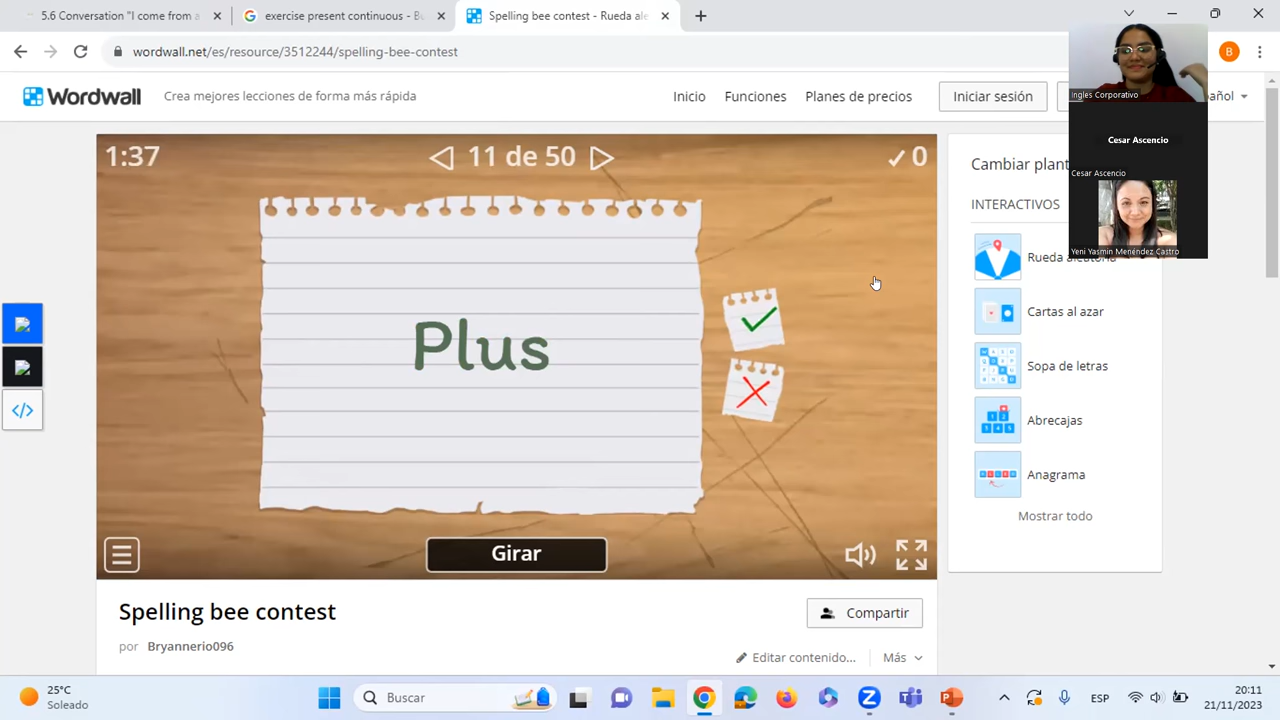 5.6 Conversation "I come from a
exercise present continuous - Bu
Spelling bee contest - Rueda ale
wordwall.net/es/resource/3512244/spelling-bee-contest
B
Wordwall
Crea mejores lecciones de forma más rápida
Inicio
Funciones
Planes de precios
Iniciar sesión
Ingles Corporativo
Cesar Ascencio
Cesar Ascencio
Yeni Yasmin Menéndez Castro
1:37
11 de 50
0
Plus
Girar
Cambiar plant
INTERACTIVOS
Rueda aleatoria
Cartas al azar
Sopa de letras
Abrecajas
Anagrama
Mostrar todo
Spelling bee contest
Compartir
por Bryannerio096
Editar contenido...
Más
25°C
Soleado
Buscar
ESP
20:11
21/11/2023